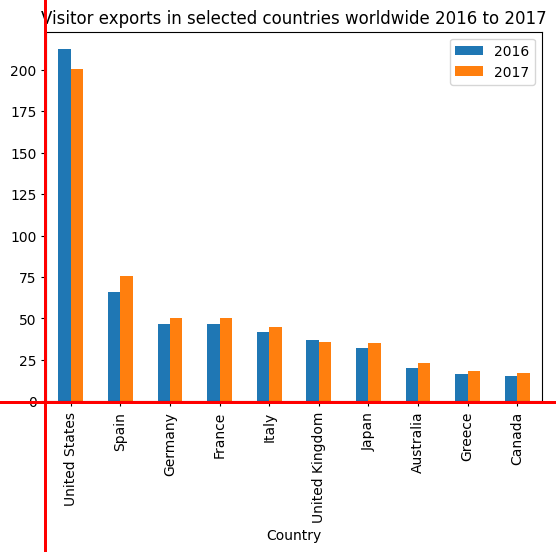 Visitor exports in selected countries worldwide 2016 to 2017
2016
2017
200
175
150
125
100
75
50
25
0
United States
Spain
Germany
France
Italy
United Kingdom
Japan
Australia
Greece
Canada
Country